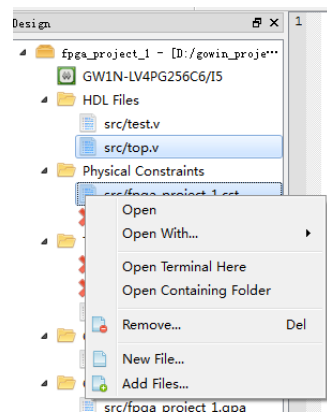 Design
1
fpga_project_1 - [D:/gowin_proje…
GW1N-LV4PG256C6/I5
HDL Files
src/test.v
src/top.v
Physical Constraints
src/fpga_project_1.cst
Open
Open With...
Open Terminal Here
Open Containing Folder
Remove... Del
New File...
Add Files...
src/fpga_project_1.gpa